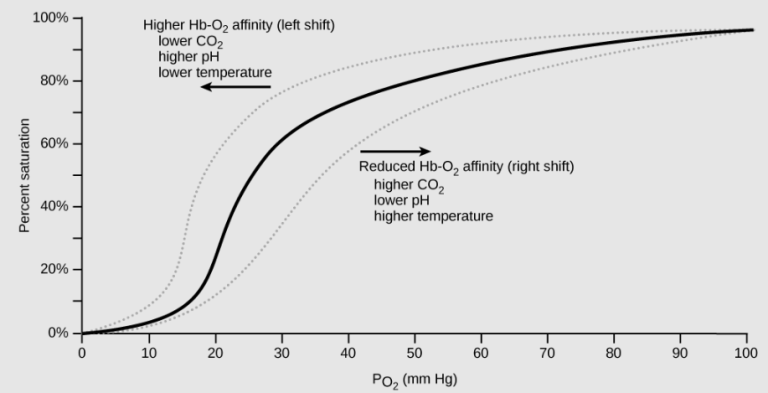 100%
80%
60%
40%
20%
0%
Percent saturation
Higher Hb-O₂ affinity (left shift)
lower CO₂
higher pH
lower temperature
Reduced Hb-O₂ affinity (right shift)
higher CO₂
lower pH
higher temperature
0 10 20 30 40 50 60 70 80 90 100
PO₂ (mm Hg)